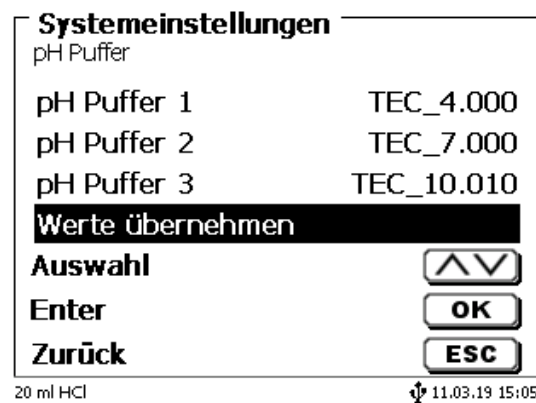 Systemeinstellungen
pH Puffer
pH Puffer 1 TEC_4.000
pH Puffer 2 TEC_7.000
pH Puffer 3 TEC_10.010
Werte übernehmen
Auswahl
Enter OK
Zurück ESC
20 ml HCl 11.03.19 15:05